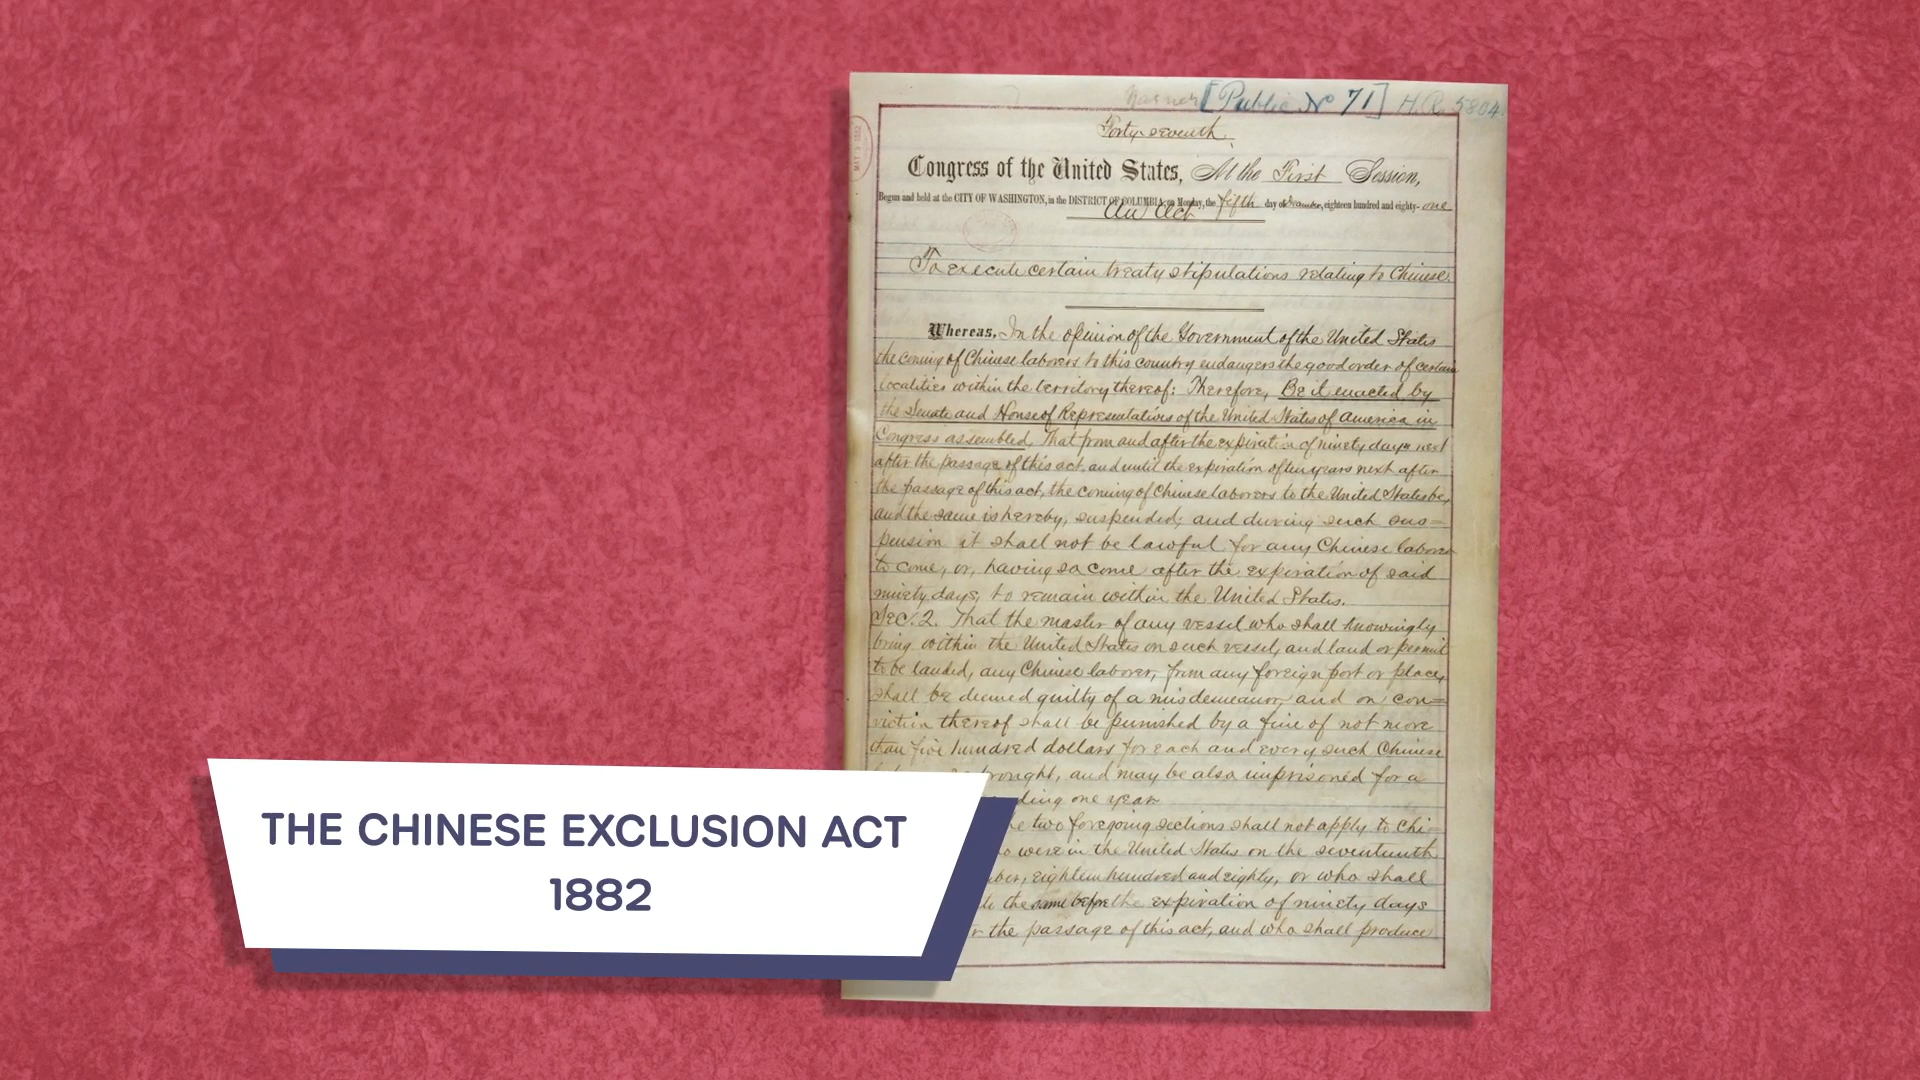 [Public No 71] H.R. 5804.
Forty-seventh
Congress of the United States, At the First Session,
Begun and held at the CITY OF WASHINGTON, in the DISTRICT OF COLUMBIA, on Monday, the fifth day of December, eighteen hundred and eighty-one
An Act
To execute certain treaty stipulations relating to Chinese.
Whereas, In the opinion of the Government of the United States
the coming of Chinese laborers to this country endangers the good order of certain
localities within the territory thereof: Therefore, Be it enacted by
the Senate and House of Representatives of the United States of America in
Congress assembled, That from and after the expiration of ninety days next
after the passage of this act, and until the expiration of ten years next after
the passage of this act, the coming of Chinese laborers to the United States be,
and the same is hereby, suspended; and during such sus=
pension it shall not be lawful for any Chinese laborer
to come, or, having so come after the expiration of said
ninety days, to remain within the United States.
SEC. 2. That the master of any vessel who shall knowingly
bring within the United States on such vessel, and land or permit
to be landed, any Chinese laborer, from any foreign port or place,
shall be deemed guilty of a misdemeanor, and on con=
viction thereof shall be punished by a fine of not more
than five hundred dollars for each and every such Chinese
brought, and may be also imprisoned for a
one year.
two foregoing sections shall not apply to Chi=
were in the United States on the seventeenth
eighteen hundred and eighty, or who shall
the same before the expiration of ninety days
the passage of this act, and who shall produce
THE CHINESE EXCLUSION ACT
1882